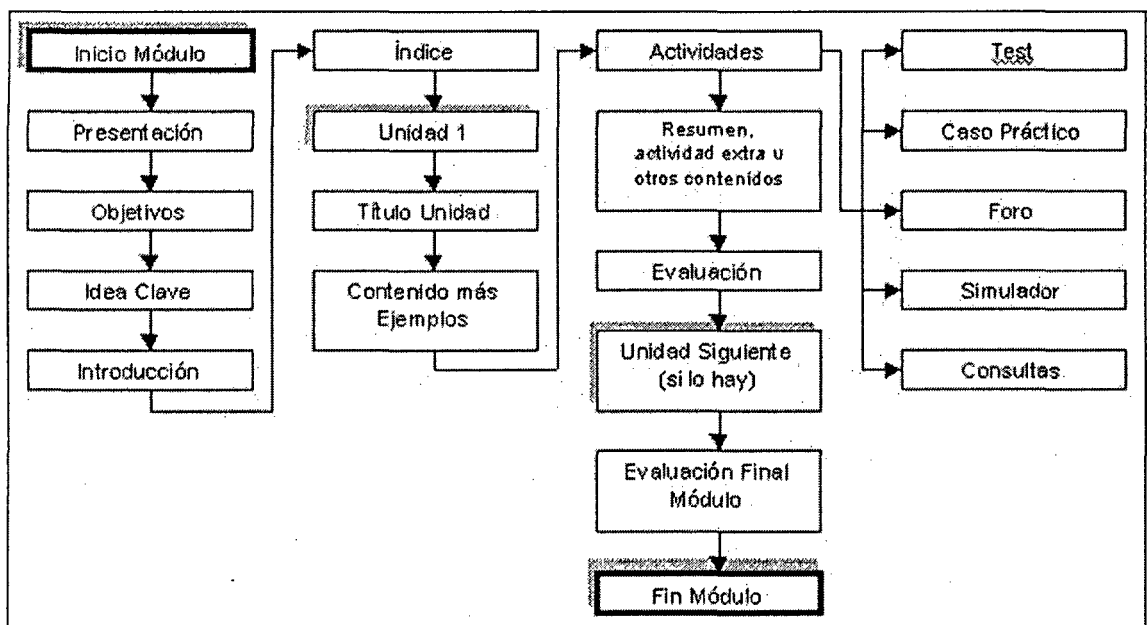 Inicio Módulo
Presentación
Objetivos
Idea Clave
Introducción
Índice
Unidad 1
Título Unidad
Contenido más
Ejemplos
Actividades
Resumen,
actividad extra u
otros contenidos
Evaluación
Unidad Siguiente
(si lo hay)
Evaluación Final
Módulo
Fin Módulo
Test
Caso Práctico
Foro
Simulador
Consultas